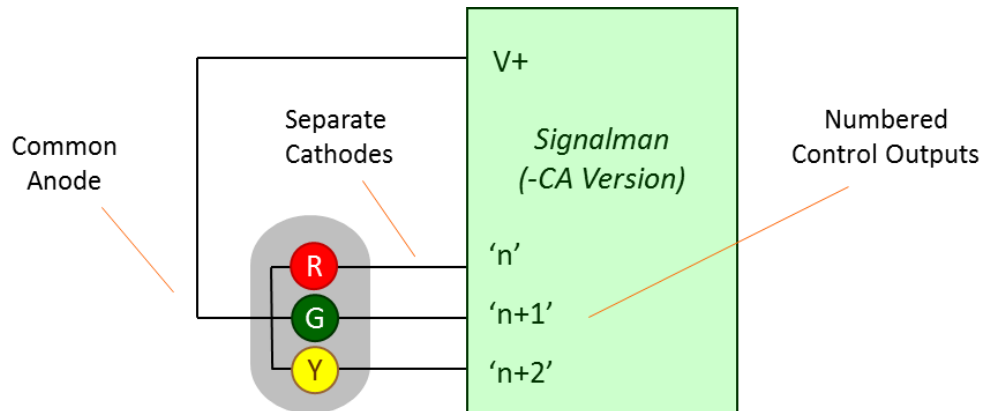 V+
Common
Anode
Separate
Cathodes
Signalman
(-CA Version)
Numbered
Control Outputs
R
‘n’
G
‘n+1’
Y
‘n+2’